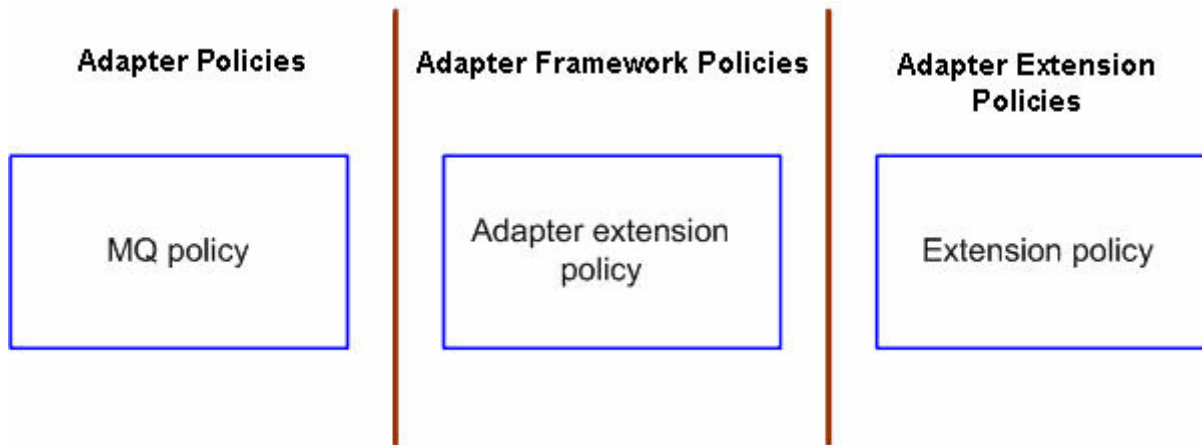 Adapter Policies
Adapter Framework Policies
Adapter Extension
Policies
MQ policy
Adapter extension
policy
Extension policy